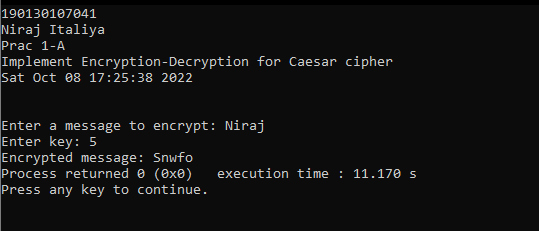 190130107041
Niraj Italiya
Prac 1-A
Implement Encryption-Decryption for Caesar cipher
Sat Oct 08 17:25:38 2022
Enter a message to encrypt: Niraj
Enter key: 5
Encrypted message: Snwfo
Process returned 0 (0x0)   execution time : 11.170 s
Press any key to continue.